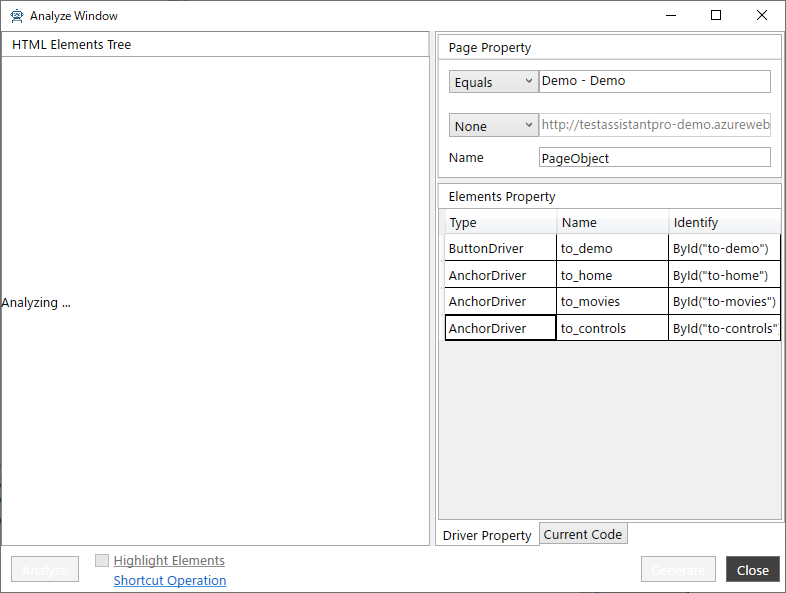 Analyze Window
HTML Elements Tree
Analyzing ...
Page Property
Equals Demo - Demo
None http://testassistantpro-demo.azureweb
Name PageObject
Elements Property
Type Name Identify
ButtonDriver to_demo ById("to-demo")
AnchorDriver to_home ById("to-home")
AnchorDriver to_movies ById("to-movies")
AnchorDriver to_controls ById("to-controls"
Driver Property Current Code
Analyze Highlight Elements
Shortcut Operation
Generate Close